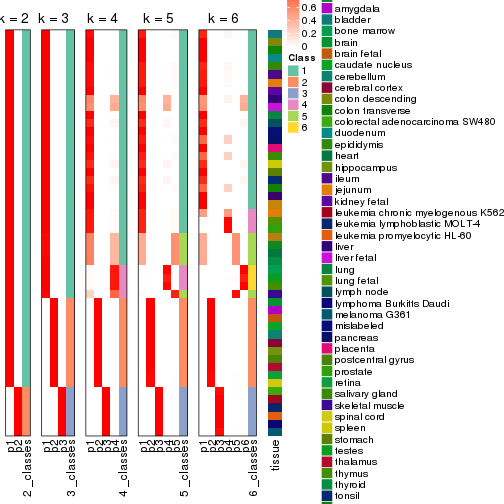 k = 2 k = 3 k = 4 k = 5 k = 6
0.6
0.4
0.2
0
Class
1
2
3
4
5
6
amygdala
bladder
bone marrow
brain
brain fetal
caudate nucleus
cerebellum
cerebral cortex
colon descending
colon transverse
colorectal adenocarcinoma SW480
duodenum
epididymis
heart
hippocampus
ileum
jejunum
kidney fetal
leukemia chronic myelogenous K562
leukemia lymphoblastic MOLT-4
leukemia promyelocytic HL-60
liver
liver fetal
lung
lung fetal
lymph node
lymphoma Burkitts Daudi
melanoma G361
mislabeled
pancreas
placenta
postcentral gyrus
prostate
retina
salivary gland
skeletal muscle
spinal cord
spleen
stomach
testes
thalamus
thymus
thyroid
tonsil
p1
p2
2_classes
p1
p2
p3
3_classes
p1
p2
p3
p4
4_classes
p1
p2
p3
p4
p5
5_classes
p1
p2
p3
p4
p5
p6
6_classes
tissue